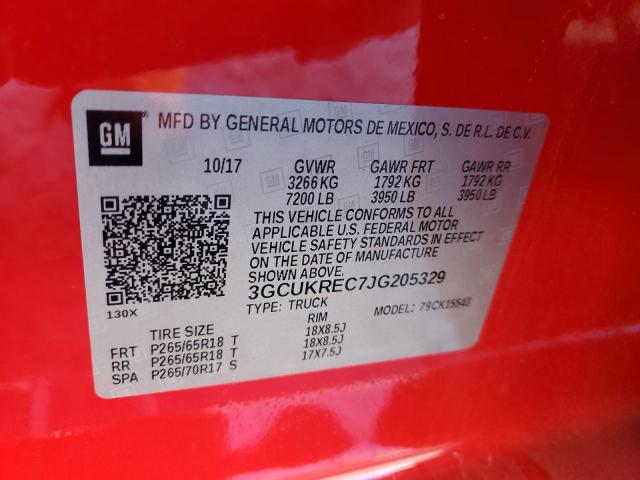 GM
MFD BY GENERAL MOTORS DE MEXICO, S. DE R.L. DE C.V.
10/17 GVWR GAWR FRT GAWR RR
3266 KG 1792 KG 1792 KG
7200 LB 3950 LB 3950 LB
THIS VEHICLE CONFORMS TO ALL
APPLICABLE U.S. FEDERAL MOTOR
VEHICLE SAFETY STANDARDS IN EFFECT
ON THE DATE OF MANUFACTURE
SHOWN ABOVE.
3GCUKREC7JG205329
130X
TYPE: TRUCK MODEL: 79CK15543
TIRE SIZE RIM
FRT P265/65R18 T 18X8.5J
RR P265/65R18 T 18X8.5J
SPA P265/70R17 S 17X7.5J